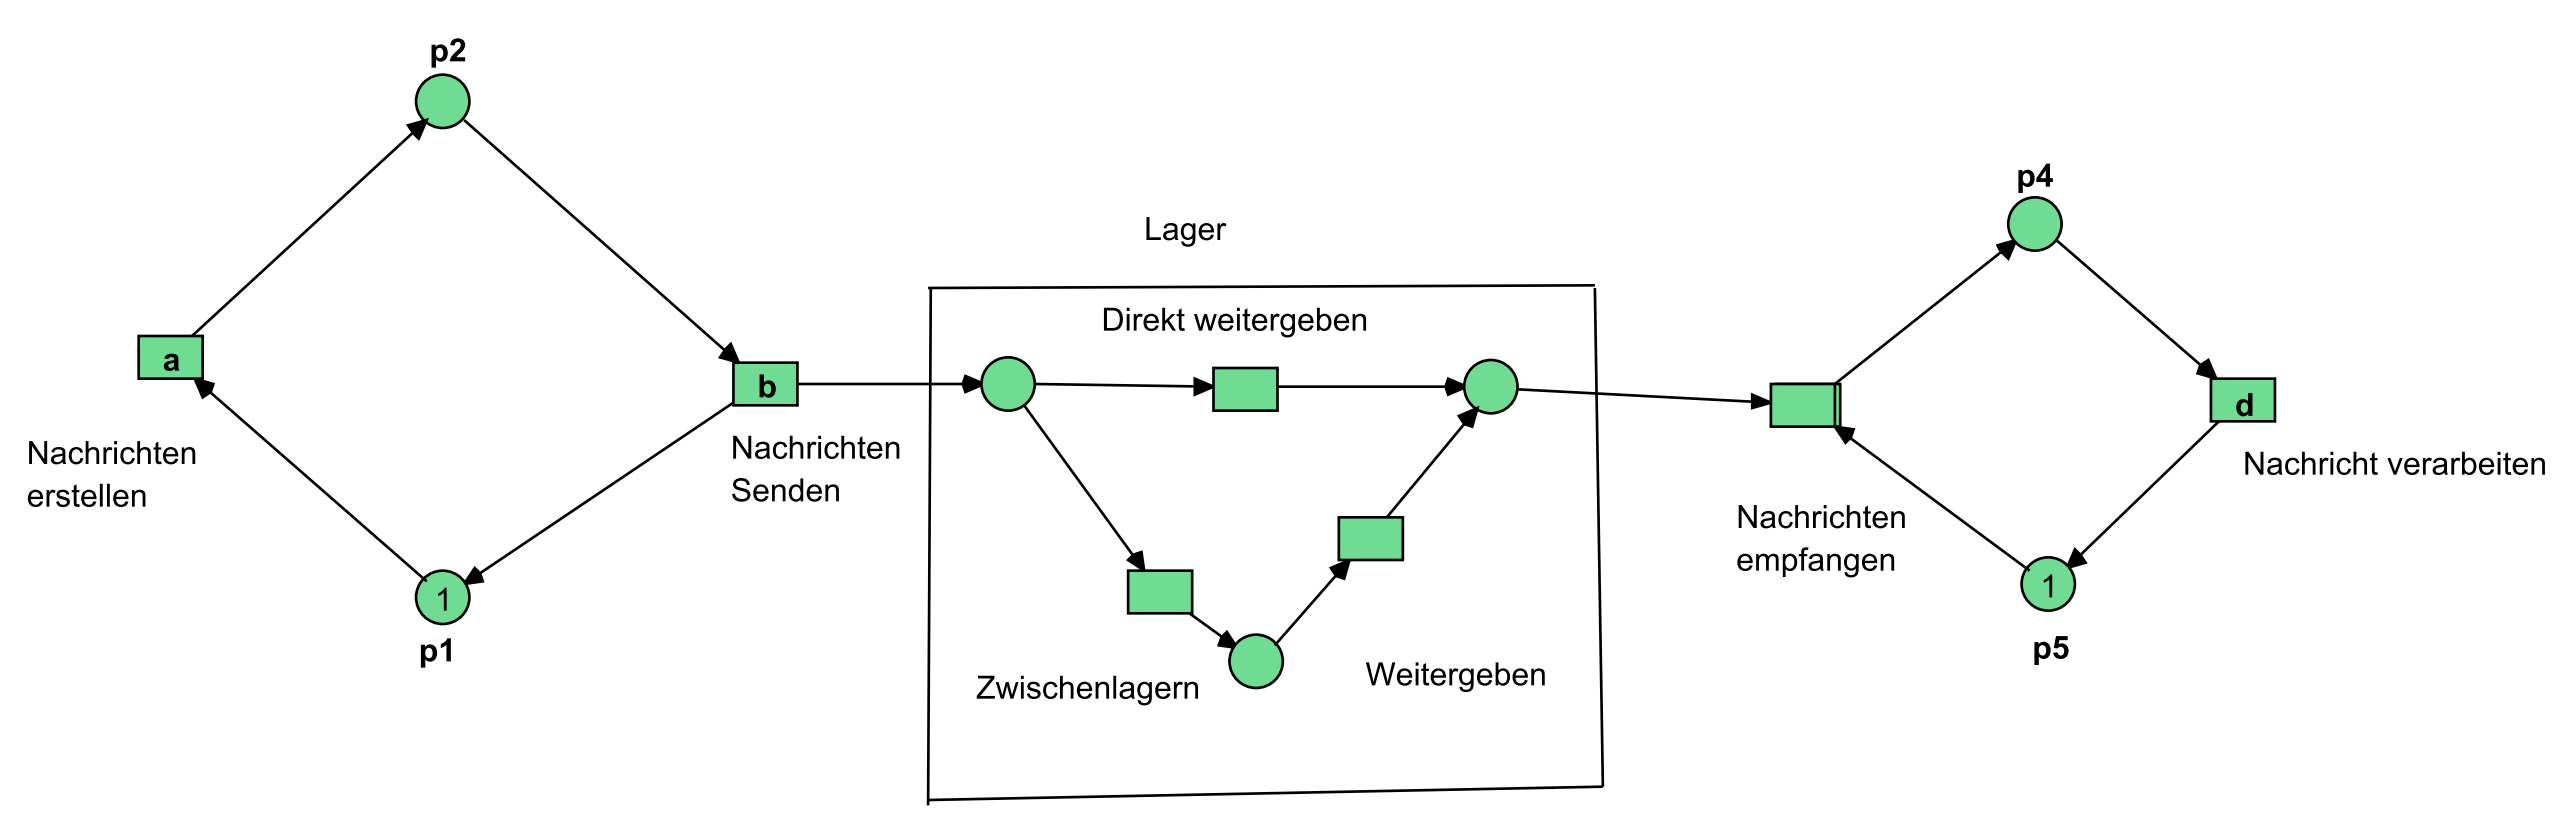 p2
p4
Lager
Direkt weitergeben
a
b
d
Nachrichten
erstellen
Nachrichten
Senden
Nachricht verarbeiten
Nachrichten
empfangen
1
1
p1
p5
Zwischenlagern
Weitergeben